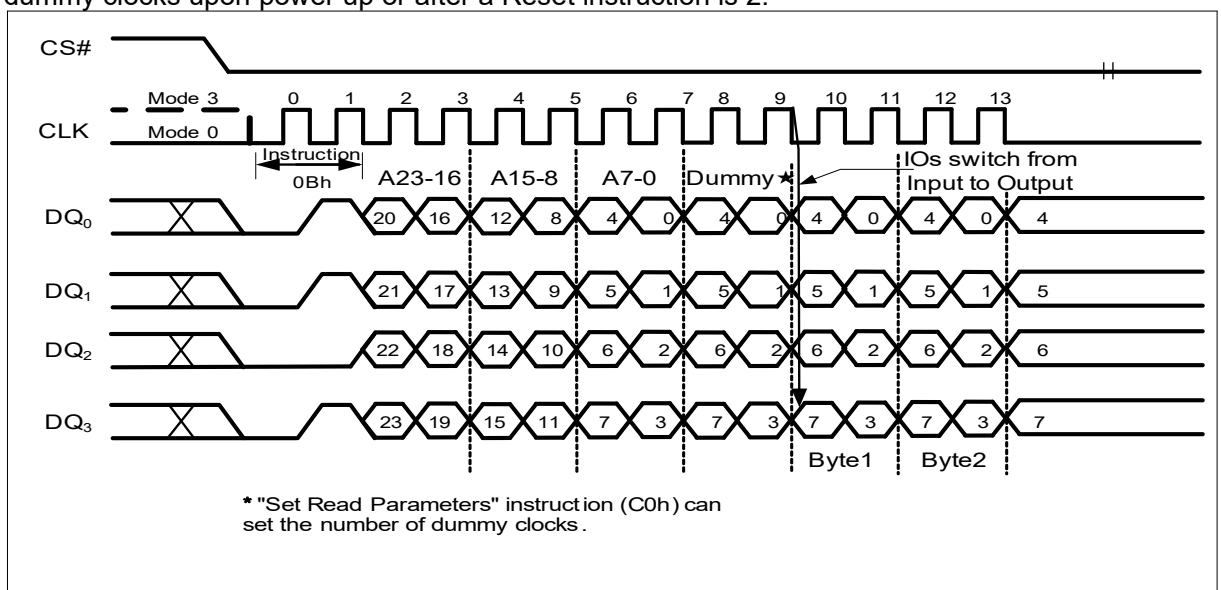 dummy clocks upon power up or after a Reset instruction is 2.
CS#
Mode 3 0 1 2 3 4 5 6 7 8 9 10 11 12 13
CLK
Mode 0
Instruction
0Bh
A23-16 A15-8 A7-0 Dummy★
IOs switch from
Input to Output
DQ0 20 16 12 8 4 0 4 0 4 0 4 0 4
DQ1 21 17 13 9 5 1 5 1 5 1 5 1 5
DQ2 22 18 14 10 6 2 6 2 6 2 6 2 6
DQ3 23 19 15 11 7 3 7 3 7 3 7 3 7
Byte1 Byte2
* "Set Read Parameters" instruction (C0h) can
set the number of dummy clocks.